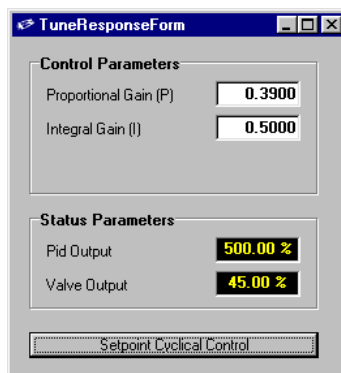 TuneResponseForm
Control Parameters
Proportional Gain (P) 0.3900
Integral Gain (I) 0.5000
Status Parameters
Pid Output 500.00 %
Valve Output 45.00 %
Setpoint Cyclical Control